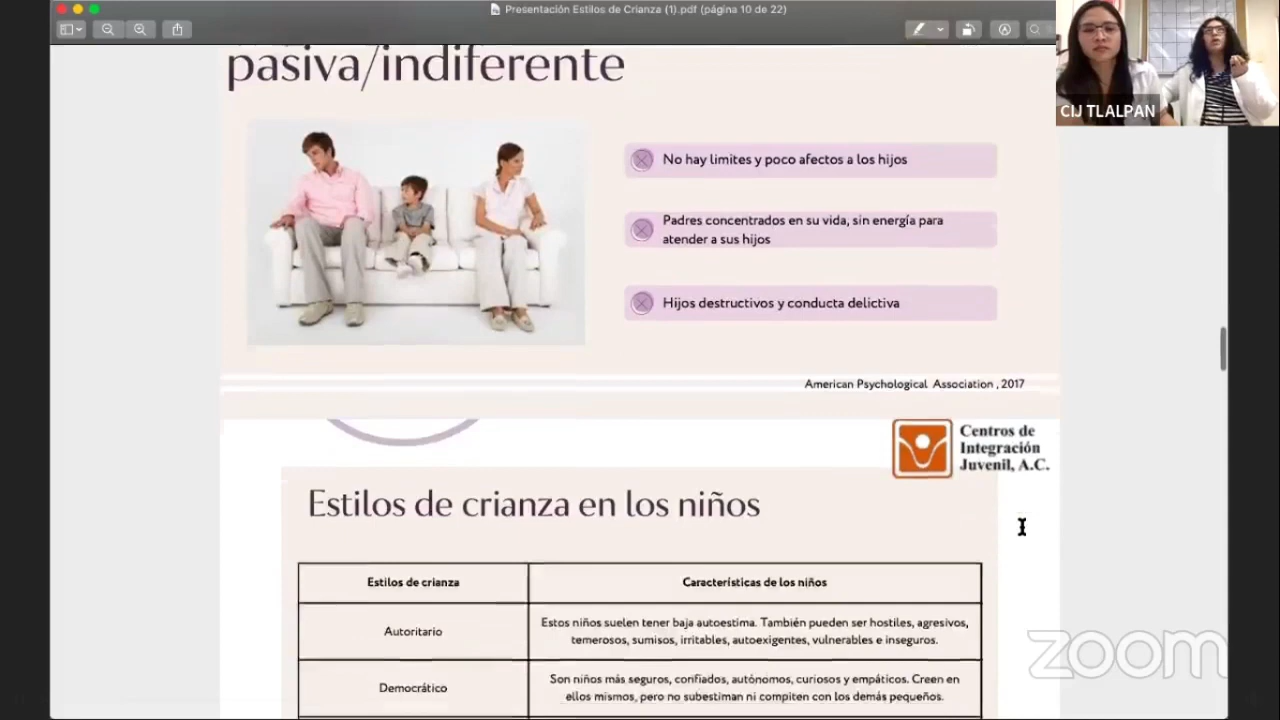 Presentación Estilos de Crianza (1).pdf (página 10 de 22)
CIJ TLALPAN
pasiva/indiferente
No hay limites y poco afectos a los hijos
Padres concentrados en su vida, sin energía para
atender a sus hijos
Hijos destructivos y conducta delictiva
American Psychological Association , 2017
Centros de
Integración
Juvenil, A.C.
Estilos de crianza en los niños
Estilos de crianza
Características de los niños
Autoritario
Estos niños suelen tener baja autoestima. También pueden ser hostiles, agresivos,
temerosos, sumisos, irritables, autoexigentes, vulnerables e inseguros.
Democrático
Son niños más seguros, confiados, autónomos, curiosos y empáticos. Creen en
ellos mismos, pero no subestiman ni compiten con los demás pequeños.
zoom